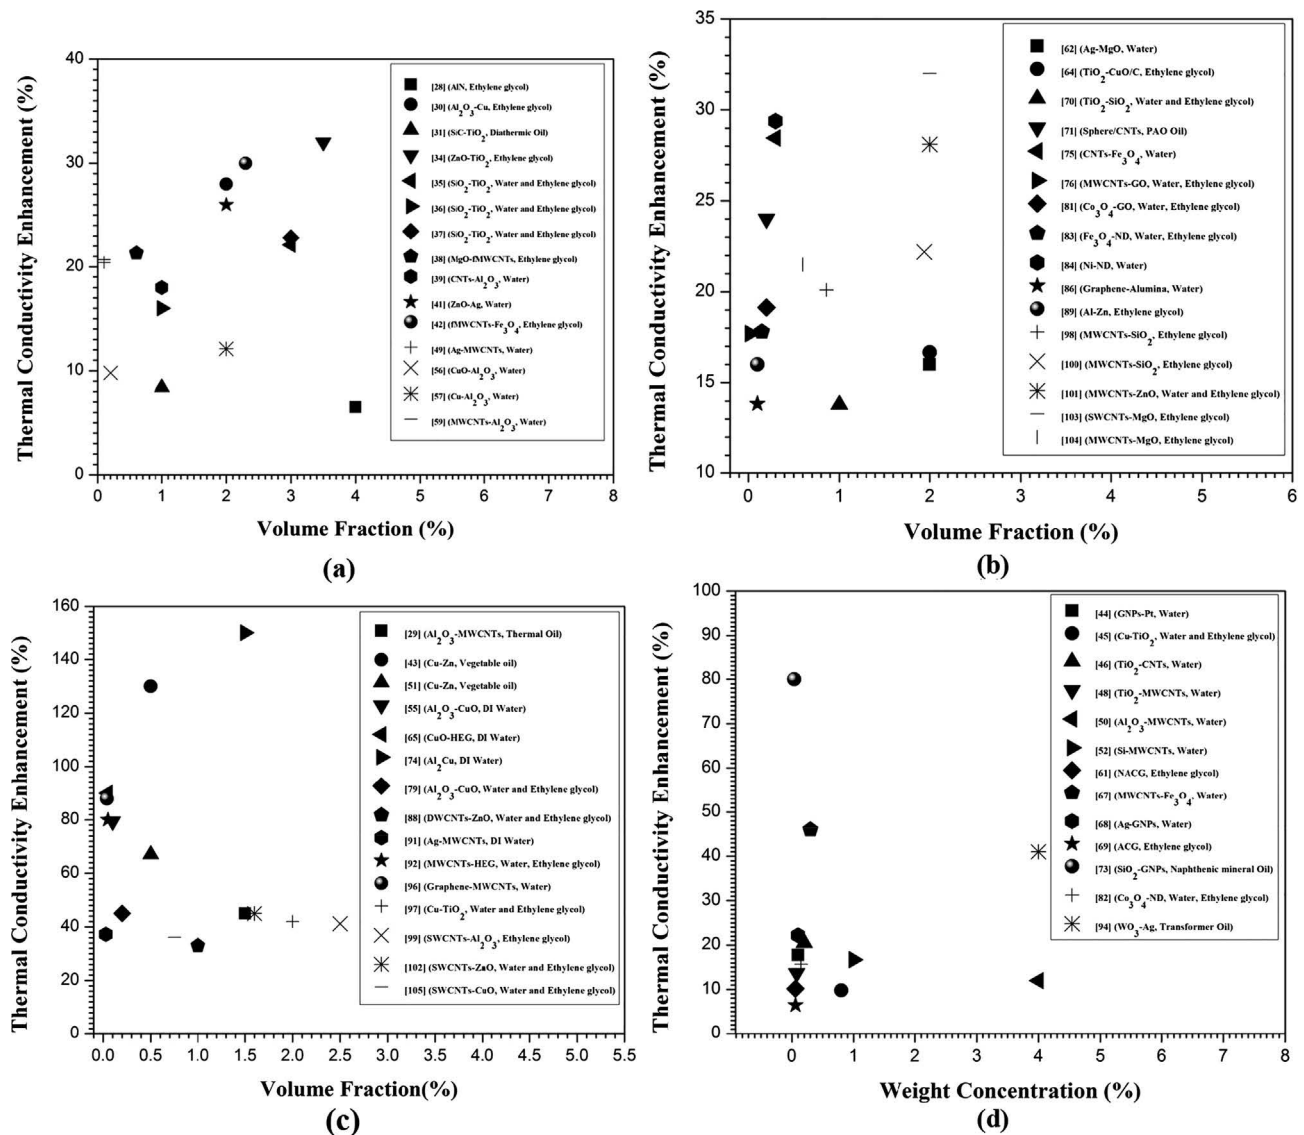 40
30
20
10
0
0
1
2
3
4
5
6
7
8
Thermal Conductivity Enhancement (%)
Volume Fraction (%)
[28] (AlN, Ethylene glycol)
[30] (Al₂O₃-Cu, Ethylene glycol)
[31] (SiC-TiO₂, Diathermic Oil)
[34] (ZnO-TiO₂, Ethylene glycol)
[35] (SiO₂-TiO₂, Water and Ethylene glycol)
[36] (SiO₂-TiO₂, Water and Ethylene glycol)
[37] (SiO₂-TiO₂, Water and Ethylene glycol)
[38] (MgO-fMWCNTs, Ethylene glycol)
[39] (CNTs-Al₂O₃, Water)
[41] (ZnO-Ag, Water)
[42] (fMWCNTs-Fe₃O₄, Ethylene glycol)
[49] (Ag-MWCNTs, Water)
[56] (CuO-Al₂O₃, Water)
[57] (Cu-Al₂O₃, Water)
[59] (MWCNTs-Al₂O₃, Water)
(a)
35
30
25
20
15
10
0
1
2
3
4
5
6
Thermal Conductivity Enhancement (%)
Volume Fraction (%)
[62] (Ag-MgO, Water)
[64] (TiO₂-CuO/C, Ethylene glycol)
[70] (TiO₂-SiO₂, Water and Ethylene glycol)
[71] (Sphere/CNTs, PAO Oil)
[75] (CNTs-Fe₃O₄, Water)
[76] (MWCNTs-GO, Water, Ethylene glycol)
[81] (Co₃O₄-GO, Water, Ethylene glycol)
[83] (Fe₃O₄-ND, Water, Ethylene glycol)
[84] (Ni-ND, Water)
[86] (Graphene-Alumina, Water)
[89] (Al-Zn, Ethylene glycol)
[98] (MWCNTs-SiO₂, Ethylene glycol)
[100] (MWCNTs-SiO₂, Ethylene glycol)
[101] (MWCNTs-ZnO, Water and Ethylene glycol)
[103] (SWCNTs-MgO, Ethylene glycol)
[104] (MWCNTs-MgO, Ethylene glycol)
(b)
160
140
120
100
80
60
40
20
0
0.0
0.5
1.0
1.5
2.0
2.5
3.0
3.5
4.0
4.5
5.0
5.5
Thermal Conductivity Enhancement (%)
Volume Fraction(%)
[29] (Al₂O₃-MWCNTs, Thermal Oil)
[43] (Cu-Zn, Vegetable oil)
[51] (Cu-Zn, Vegetable oil)
[55] (Al₂O₃-CuO, DI Water)
[65] (CuO-HEG, DI Water)
[74] (Al₂Cu, DI Water)
[79] (Al₂O₃-CuO, Water and Ethylene glycol)
[88] (DWCNTs-ZnO, Water and Ethylene glycol)
[91] (Ag-MWCNTs, DI Water)
[92] (MWCNTs-HEG, Water, Ethylene glycol)
[96] (Graphene-MWCNTs, Water)
[97] (Cu-TiO₂, Water and Ethylene glycol)
[99] (SWCNTs-Al₂O₃, Ethylene glycol)
[102] (SWCNTs-ZnO, Water and Ethylene glycol)
[105] (SWCNTs-CuO, Water and Ethylene glycol)
(c)
100
90
80
70
60
50
40
30
20
10
0
0
1
2
3
4
5
6
7
8
Thermal Conductivity Enhancement (%)
Weight Concentration (%)
[44] (GNPs-Pt, Water)
[45] (Cu-TiO₂, Water and Ethylene glycol)
[46] (TiO₂-CNTs, Water)
[48] (TiO₂-MWCNTs, Water)
[50] (Al₂O₃-MWCNTs, Water)
[52] (Si-MWCNTs, Water)
[61] (NACG, Ethylene glycol)
[67] (MWCNTs-Fe₃O₄, Water)
[68] (Ag-GNPs, Water)
[69] (ACG, Ethylene glycol)
[73] (SiO₂-GNPs, Naphthenic mineral Oil)
[82] (Co₃O₄-ND, Water, Ethylene glycol)
[94] (WO₃-Ag, Transformer Oil)
(d)